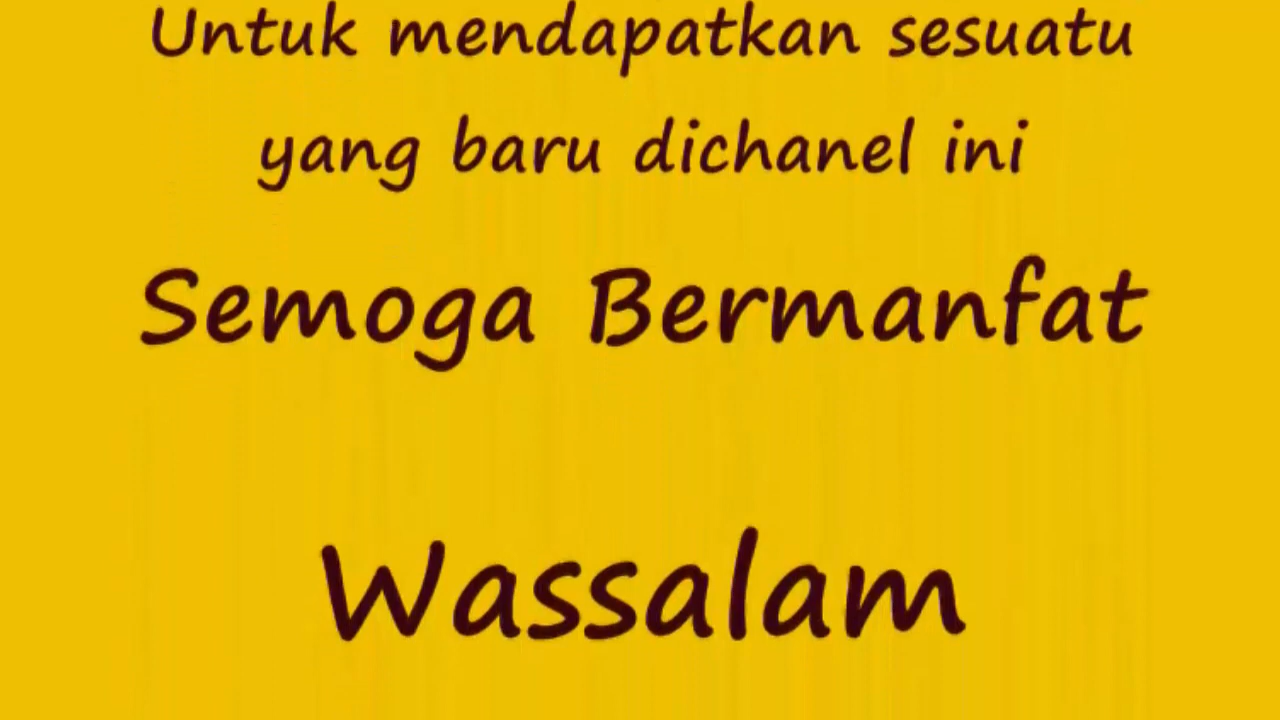 Untuk mendapatkan sesuatu
yang baru dichanel ini
Semoga Bermanfat
Wassalam